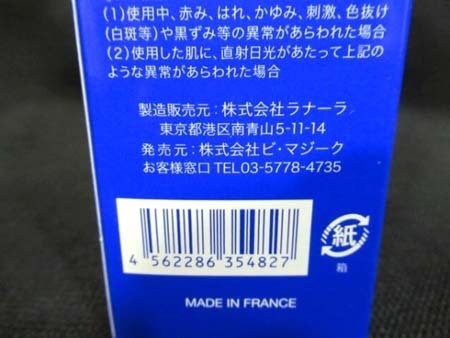 (1)使用中、赤み、はれ、かゆみ、刺激、色抜け
(白斑等)や黒ずみ等の異常があらわれた場合
(2)使用した肌に、直射日光があたって上記の
ような異常があらわれた場合
製造販売元:株式会社ラナーラ
東京都港区南青山5-11-14
発売元:株式会社ビ・マジーク
お客様窓口 TEL03-5778-4735
4 562286 354827
紙
箱
MADE IN FRANCE